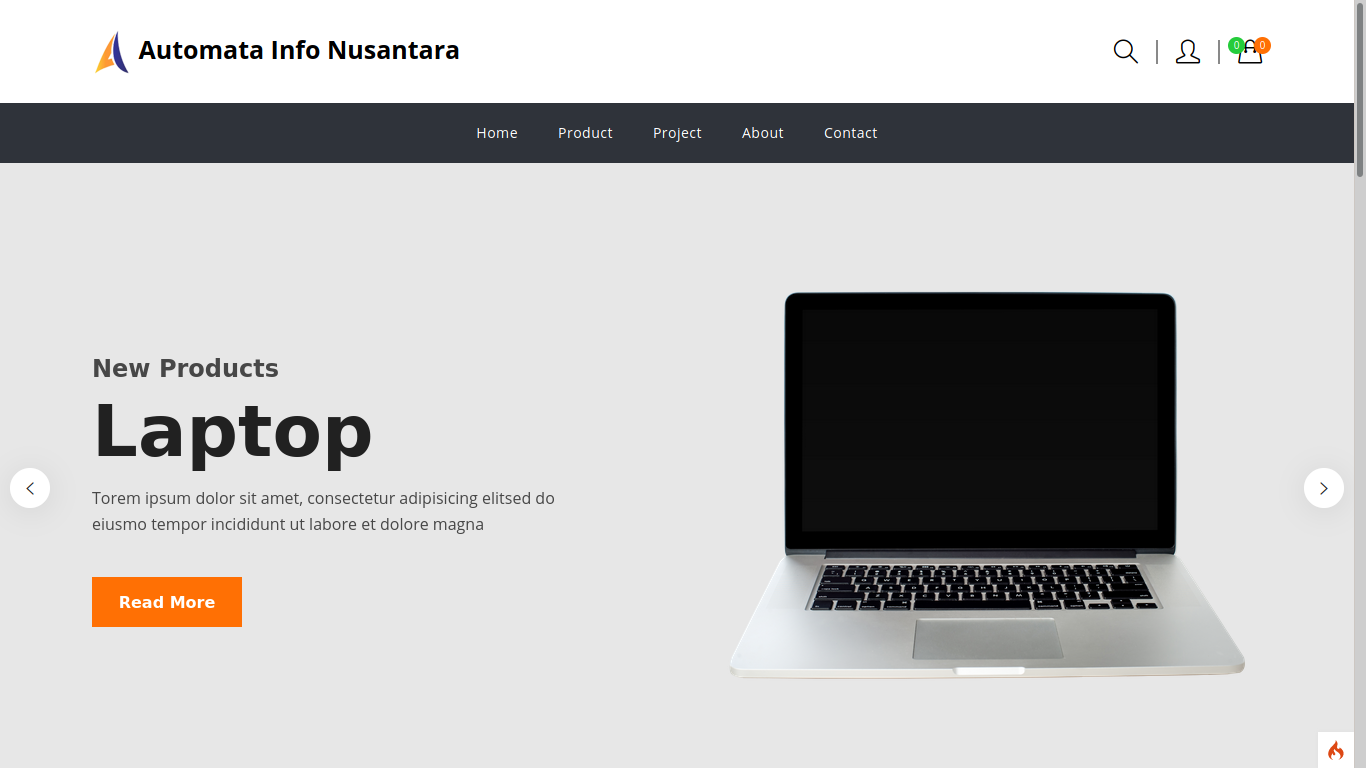 Automata Info Nusantara
0
0
Home
Product
Project
About
Contact
New Products
Laptop
Torem ipsum dolor sit amet, consectetur adipisicing elitsed do
eiusmo tempor incididunt ut labore et dolore magna
Read More